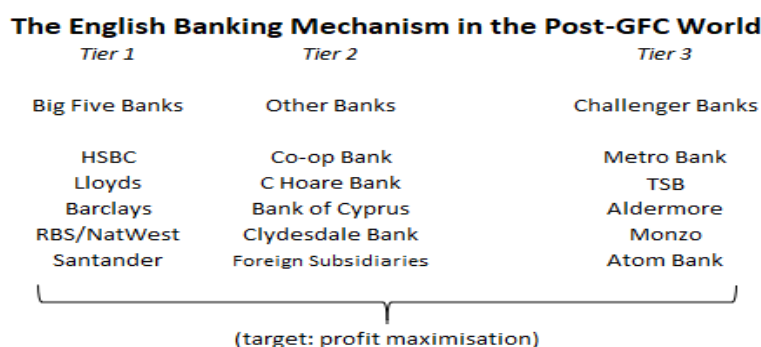 The English Banking Mechanism in the Post-GFC World
Tier 1 Tier 2 Tier 3
Big Five Banks Other Banks Challenger Banks
HSBC Co-op Bank Metro Bank
Lloyds C Hoare Bank TSB
Barclays Bank of Cyprus Aldermore
RBS/NatWest Clydesdale Bank Monzo
Santander Foreign Subsidiaries Atom Bank
(target: profit maximisation)